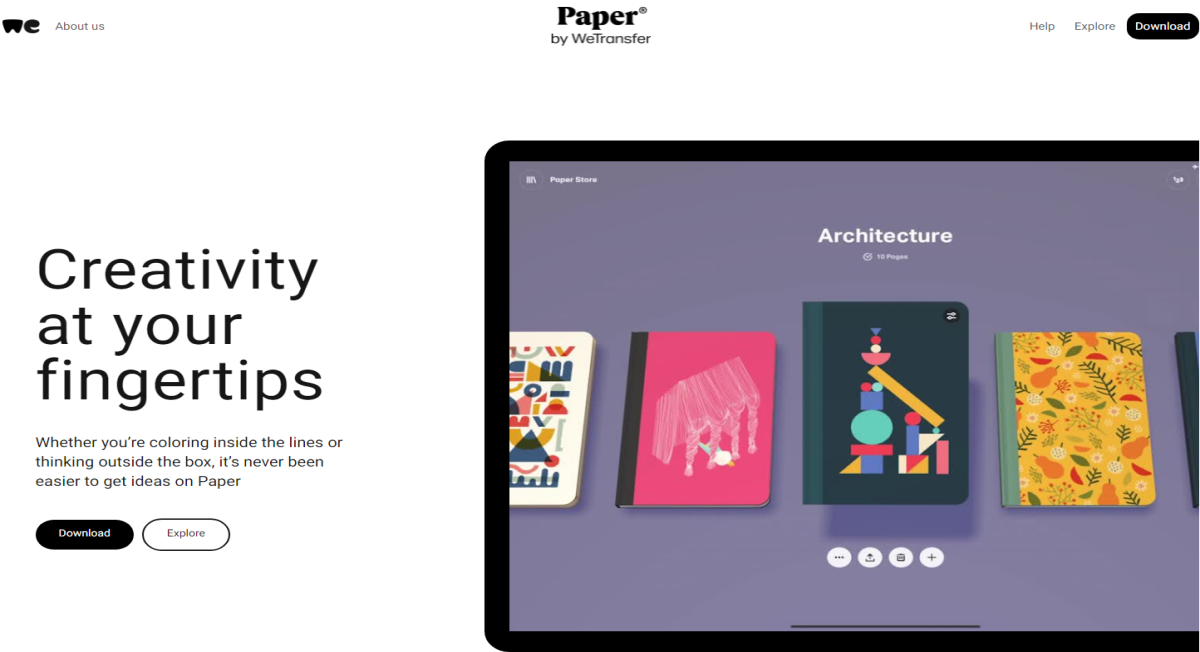 we
About us
Paper®
by WeTransfer
Help
Explore
Download
Paper Store
Architecture
10 Pages
Creativity
at your
fingertips
Whether you’re coloring inside the lines or
thinking outside the box, it’s never been
easier to get ideas on Paper
Download
Explore